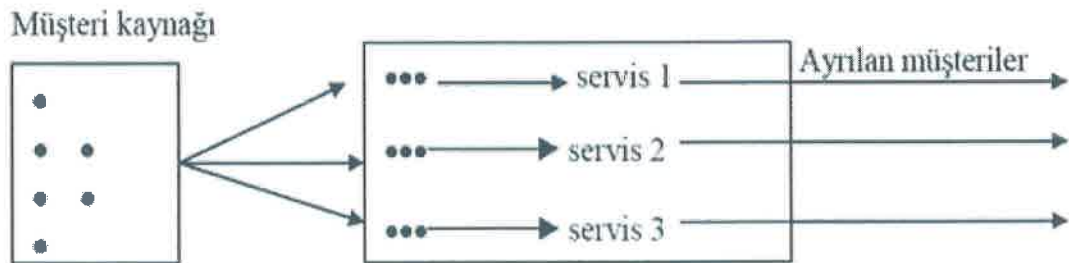 Müşteri kaynağı
servis 1
Ayrılan müşteriler
servis 2
servis 3